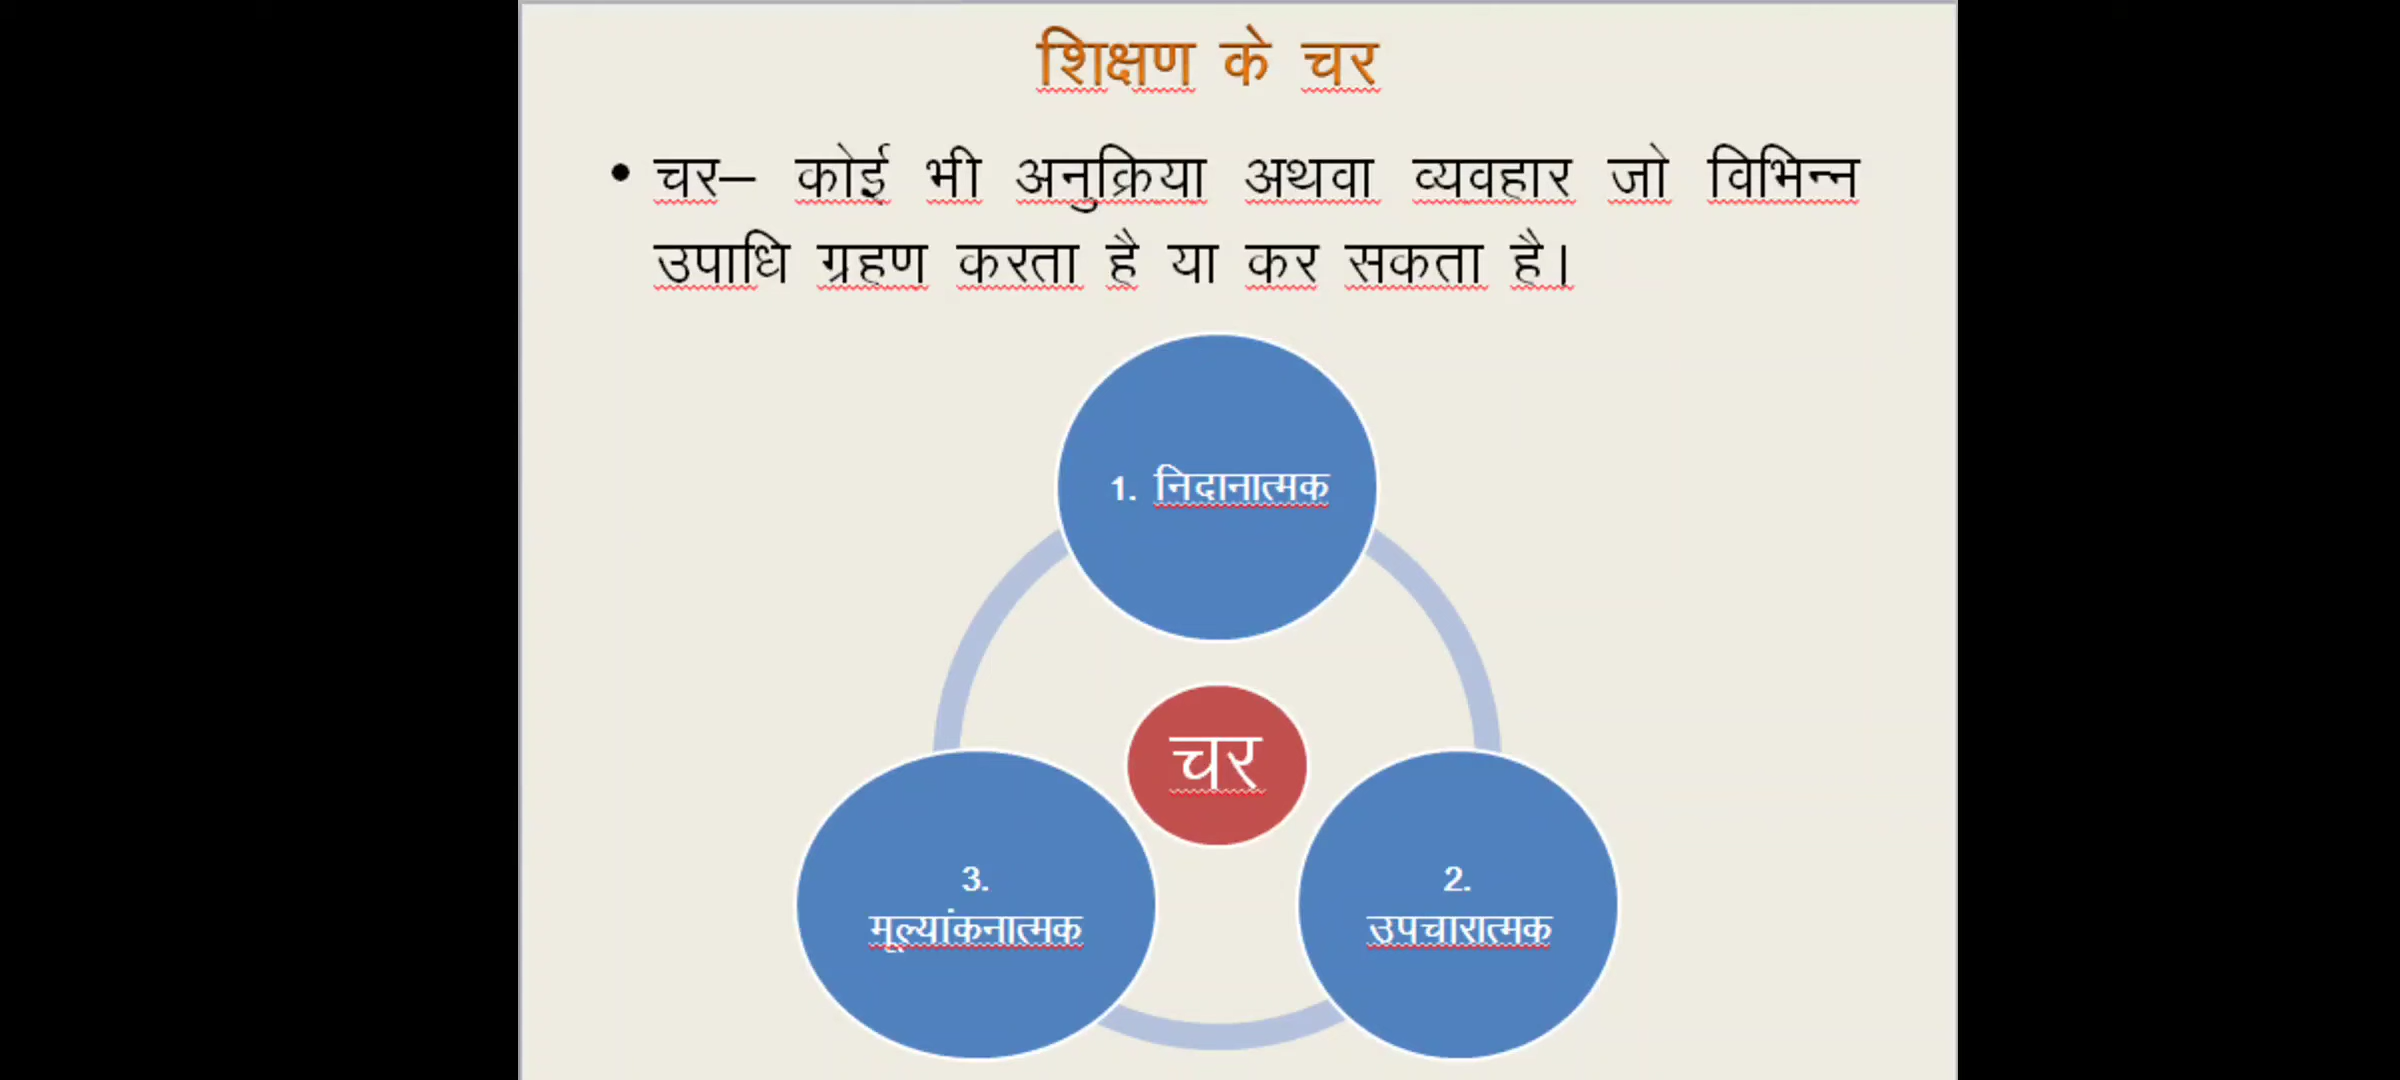 शिक्षण के चर
• चर– कोई भी अनुक्रिया अथवा व्यवहार जो विभिन्न
उपाधि ग्रहण करता है या कर सकता है।
1. निदानात्मक
चर
3.
मूल्यांकनात्मक
2.
उपचारात्मक